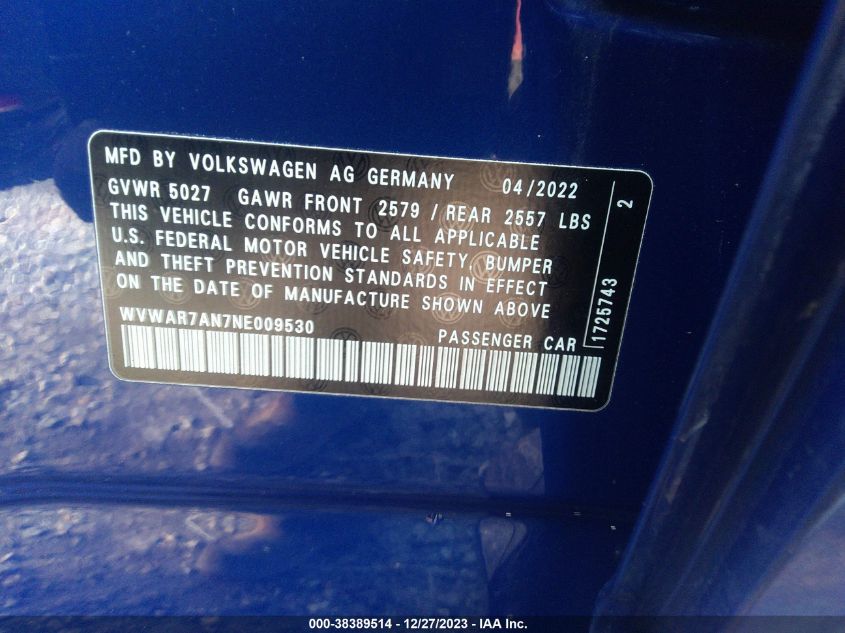 MFD BY VOLKSWAGEN AG GERMANY 04/2022
GVWR 5027 GAWR FRONT 2579 / REAR 2557 LBS
THIS VEHICLE CONFORMS TO ALL APPLICABLE
U.S. FEDERAL MOTOR VEHICLE SAFETY, BUMPER
AND THEFT PREVENTION STANDARDS IN EFFECT
ON THE DATE OF MANUFACTURE SHOWN ABOVE
WVWAR7AN7NE009530
PASSENGER CAR
1725743 2
000-38389514 - 12/27/2023 - IAA Inc.